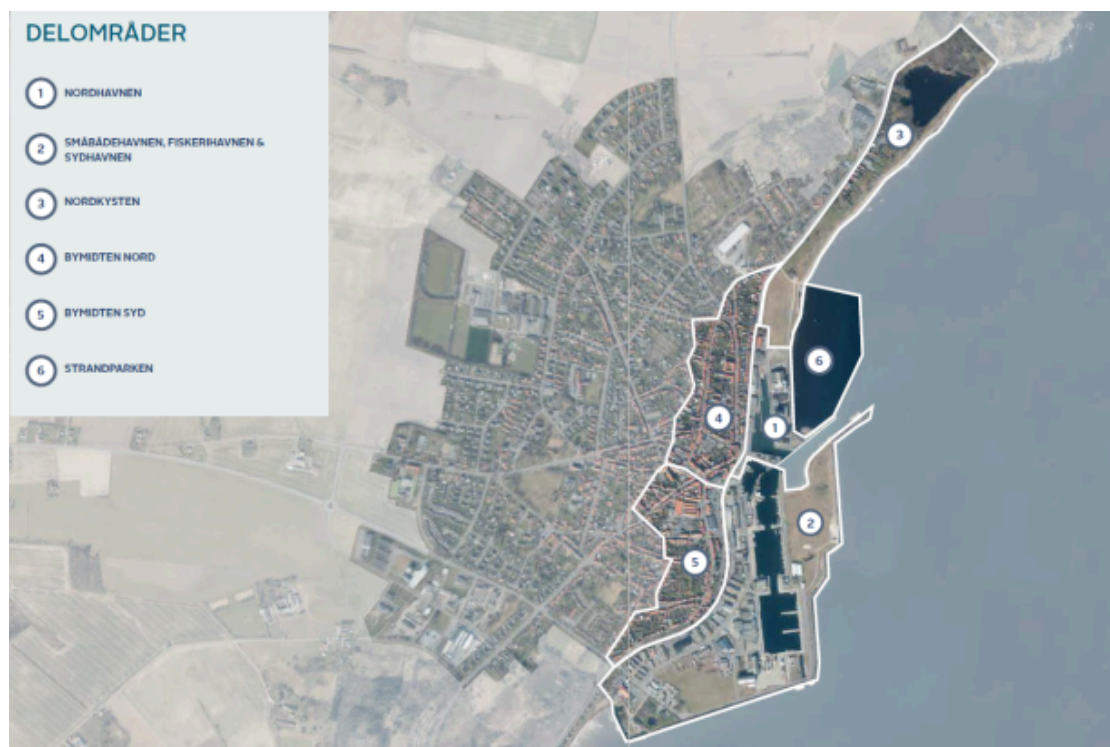 DELOMRÅDER
1 NORDHAVNEN
2 SMÅBÅDEHAVNEN, FISKERIHAVNEN &
SYDHAVNEN
3 NORDKYSTEN
4 BYMIDTEN NORD
5 BYMIDTEN SYD
6 STRANDPARKEN
3
6
4
1
2
5